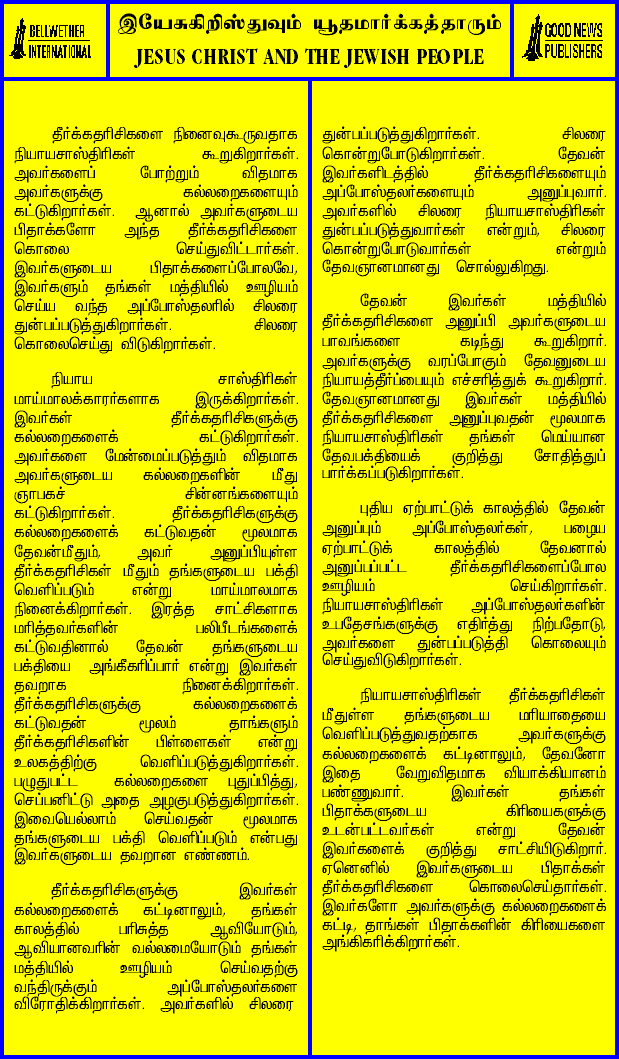 BELLWETHER
INTERNATIONAL
இயேசுகிறிஸ்துவும் யூதமார்க்கத்தாரும்
JESUS CHRIST AND THE JEWISH PEOPLE
GOOD NEWS
PUBLISHERS
தீர்க்கதரிசிகளை நினைவுகூருவதாக
நியாயசாஸ்திரிகள் கூறுகிறார்கள்.
அவர்களைப் போற்றும் விதமாக
அவர்களுக்கு கல்லறைகளையும்
கட்டுகிறார்கள். ஆனால் அவர்களுடைய
பிதாக்களோ அந்த தீர்க்கதரிசிகளை
கொலை செய்துவிட்டார்கள்.
இவர்களுடைய பிதாக்களைப்போலவே,
இவர்களும் தங்கள் மத்தியில் ஊழியம்
செய்ய வந்த அப்போஸ்தலரில் சிலரை
துன்பப்படுத்துகிறார்கள். சிலரை
கொலைசெய்து விடுகிறார்கள்.
நியாய சாஸ்திரிகள்
மாய்மாலக்காரர்களாக இருக்கிறார்கள்.
இவர்கள் தீர்க்கதரிசிகளுக்கு
கல்லறைகளைக் கட்டுகிறார்கள்.
அவர்களை மேன்மைப்படுத்தும் விதமாக
அவர்களுடைய கல்லறைகளின் மீது
ஞாபகச் சின்னங்களையும்
கட்டுகிறார்கள். தீர்க்கதரிசிகளுக்கு
கல்லறைகளைக் கட்டுவதன் மூலமாக
தேவன்மீதும், அவர் அனுப்பியுள்ள
தீர்க்கதரிசிகள் மீதும் தங்களுடைய பக்தி
வெளிப்படும் என்று மாய்மாலமாக
நினைக்கிறார்கள். இரத்த சாட்சிகளாக
மரித்தவர்களின் பலிபீடங்களைக்
கட்டுவதினால் தேவன் தங்களுடைய
பக்தியை அங்கீகரிப்பார் என்று இவர்கள்
தவறாக நினைக்கிறார்கள்.
தீர்க்கதரிசிகளுக்கு கல்லறைகளைக்
கட்டுவதன் மூலம் தாங்களும்
தீர்க்கதரிசிகளின் பிள்ளைகள் என்று
உலகத்திற்கு வெளிப்படுத்துகிறார்கள்.
பழுதுபட்ட கல்லறைகளை புதுப்பித்து,
செப்பனிட்டு அதை அழகுபடுத்துகிறார்கள்.
இவையெல்லாம் செய்வதன் மூலமாக
தங்களுடைய பக்தி வெளிப்படும் என்பது
இவர்களுடைய தவறான எண்ணம்.
தீர்க்கதரிசிகளுக்கு இவர்கள்
கல்லறைகளைக் கட்டினாலும், தங்கள்
காலத்தில் பரிசுத்த ஆவியோடும்,
ஆவியானவரின் வல்லமையோடும் தங்கள்
மத்தியில் ஊழியம் செய்வதற்கு
வந்திருக்கும் அப்போஸ்தலர்களை
விரோதிக்கிறார்கள். அவர்களில் சிலரை
துன்பப்படுத்துகிறார்கள். சிலரை
கொன்றுபோடுகிறார்கள். தேவன்
இவர்களிடத்தில் தீர்க்கதரிசிகளையும்
அப்போஸ்தலர்களையும் அனுப்புவார்.
அவர்களில் சிலரை நியாயசாஸ்திரிகள்
துன்பப்படுத்துவார்கள் என்றும், சிலரை
கொன்றுபோடுவார்கள் என்றும்
தேவஞானமானது சொல்லுகிறது.
தேவன் இவர்கள் மத்தியில்
தீர்க்கதரிசிகளை அனுப்பி அவர்களுடைய
பாவங்களை கடிந்து கூறுகிறார்.
அவர்களுக்கு வரப்போகும் தேவனுடைய
நியாயத்தீர்ப்பையும் எச்சரித்துக் கூறுகிறார்.
தேவஞானமானது இவர்கள் மத்தியில்
தீர்க்கதரிசிகளை அனுப்புவதன் மூலமாக
நியாயசாஸ்திரிகள் தங்கள் மெய்யான
தேவபக்தியைக் குறித்து சோதித்துப்
பார்க்கப்படுகிறார்கள்.
புதிய ஏற்பாட்டுக் காலத்தில் தேவன்
அனுப்பும் அப்போஸ்தலர்கள், பழைய
ஏற்பாட்டுக் காலத்தில் தேவனால்
அனுப்பப்பட்ட தீர்க்கதரிசிகளைப்போல
ஊழியம் செய்கிறார்கள்.
நியாயசாஸ்திரிகள் அப்போஸ்தலர்களின்
உபதேசங்களுக்கு எதிர்த்து நிற்பதோடு,
அவர்களை துன்பப்படுத்தி கொலையும்
செய்துவிடுகிறார்கள்.
நியாயசாஸ்திரிகள் தீர்க்கதரிசிகள்
மீதுள்ள தங்களுடைய மரியாதையை
வெளிப்படுத்துவதற்காக அவர்களுக்கு
கல்லறைகளைக் கட்டினாலும், தேவனோ
இதை வேறுவிதமாக வியாக்கியானம்
பண்ணுவார். இவர்கள் தங்கள்
பிதாக்களுடைய கிரியைகளுக்கு
உடன்பட்டவர்கள் என்று தேவன்
இவர்களைக் குறித்து சாட்சியிடுகிறார்.
ஏனெனில் இவர்களுடைய பிதாக்கள்
தீர்க்கதரிசிகளை கொலைசெய்தார்கள்.
இவர்களோ அவர்களுக்கு கல்லறைகளைக்
கட்டி, தாங்கள் பிதாக்களின் கிரியைகளை
அங்கிகரிக்கிறார்கள்.